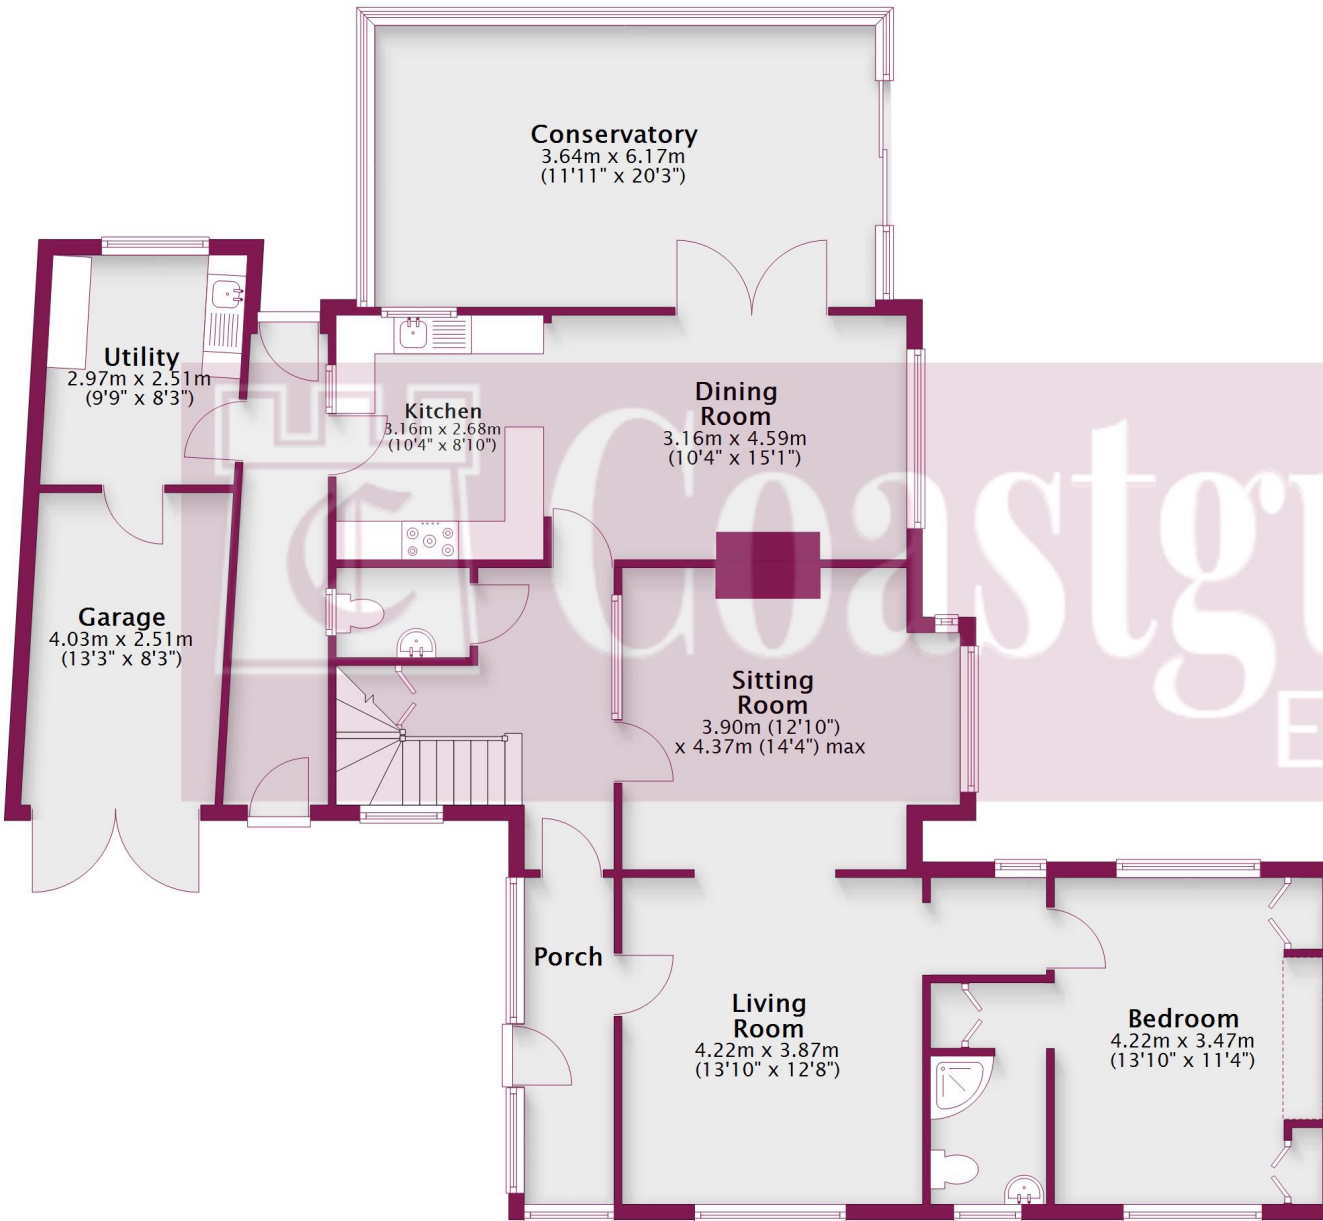 Conservatory
3.64m x 6.17m
(11'11" x 20'3")
Utility
2.97m x 2.51m
(9'9" x 8'3")
Kitchen
3.16m x 2.68m
(10'4" x 8'10")
Dining
Room
3.16m x 4.59m
(10'4" x 15'1")
Garage
4.03m x 2.51m
(13'3" x 8'3")
Sitting
Room
3.90m (12'10")
x 4.37m (14'4") max
Porch
Living
Room
4.22m x 3.87m
(13'10" x 12'8")
Bedroom
4.22m x 3.47m
(13'10" x 11'4")